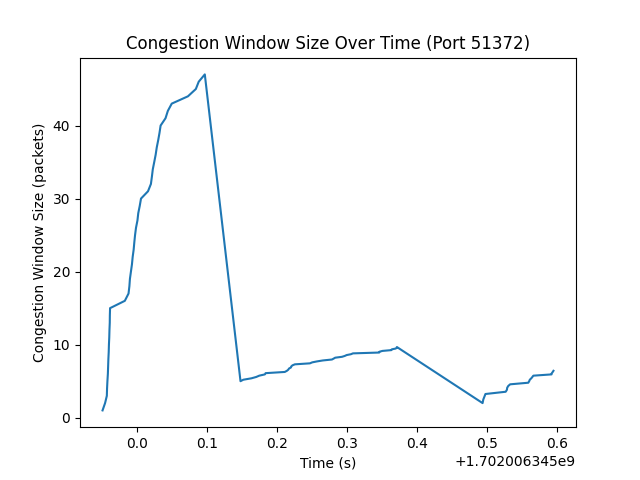 Congestion Window Size Over Time (Port 51372)
Congestion Window Size (packets)
40
30
20
10
0
0.0 0.1 0.2 0.3 0.4 0.5 0.6
Time (s)
+1.702006345e9